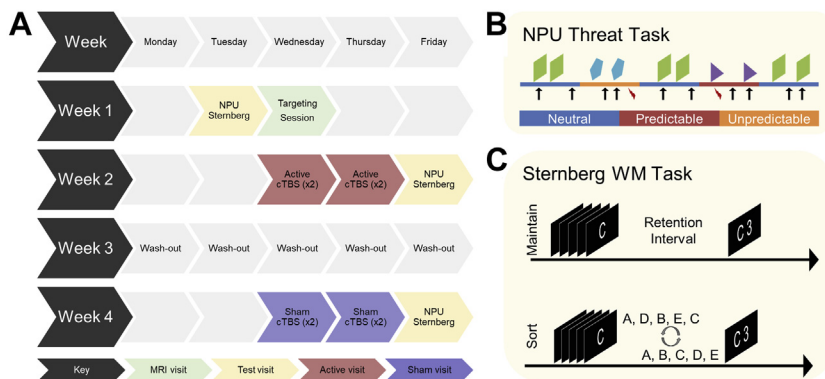 A
Week
Monday
Tuesday
Wednesday
Thursday
Friday
Week 1
NPU
Sternberg
Targeting
Session
Week 2
Active
cTBS (x2)
Active
cTBS (x2)
NPU
Sternberg
Week 3
Wash-out
Wash-out
Wash-out
Wash-out
Wash-out
Week 4
Sham
cTBS (x2)
Sham
cTBS (x2)
NPU
Sternberg
Key
MRI visit
Test visit
Active visit
Sham visit
B
NPU Threat Task
Neutral
Predictable
Unpredictable
C
Sternberg WM Task
Maintain
C
Retention
Interval
C 3
Sort
C
A, D, B, E, C
A, B, C, D, E
C 3